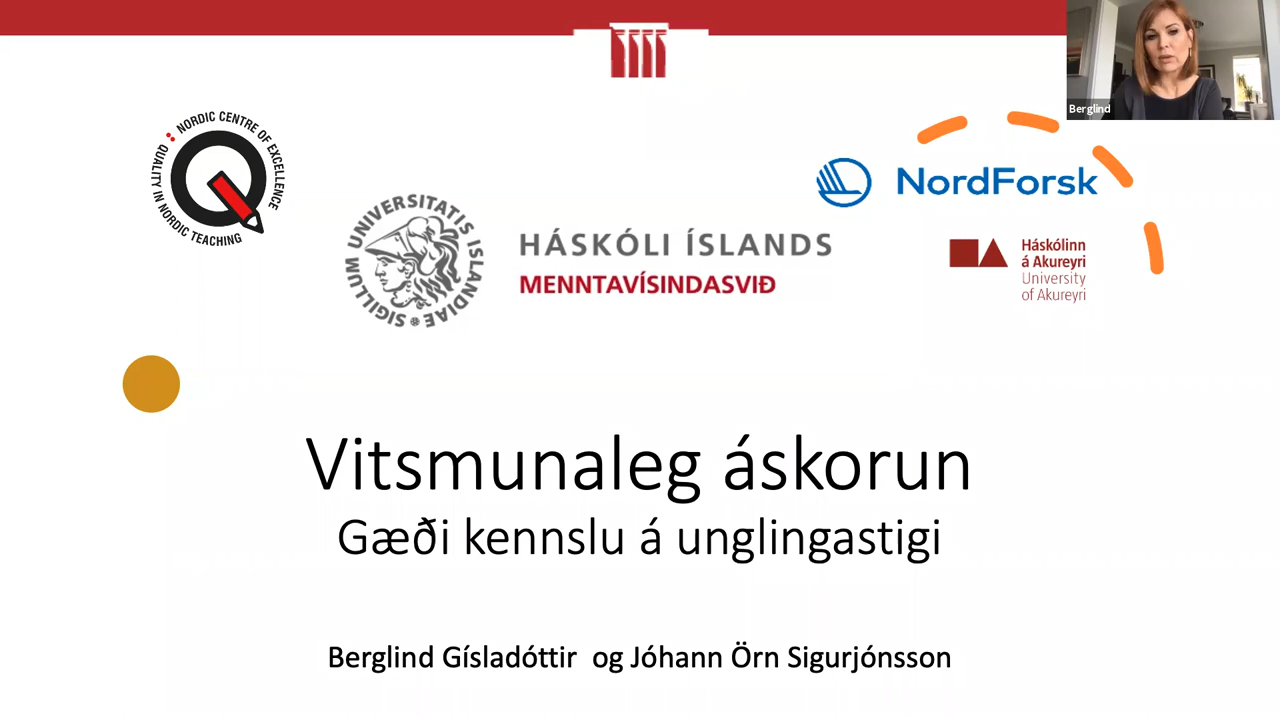 Berglind
QUALITY IN NORDIC TEACHING
NORDIC CENTRE OF EXCELLENCE
NordForsk
SIGILLUM UNIVERSITATIS ISLANDIAE
HÁSKÓLI ÍSLANDS
MENNTAVÍSINDASVIÐ
Háskólinn
á Akureyri
University
of Akureyri
Vitsmunaleg áskorun
Gæði kennslu á unglingastigi
Berglind Gísladóttir og Jóhann Örn Sigurjónsson